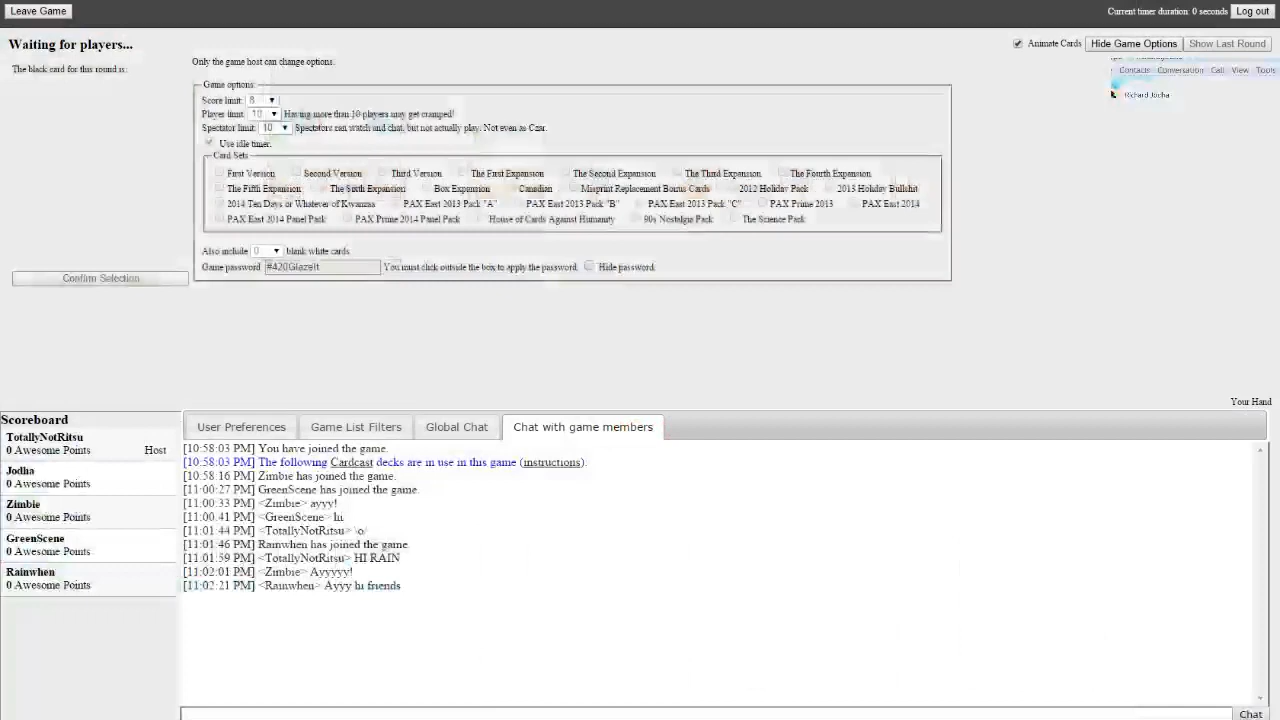 Leave Game
Current timer duration: 0 seconds Log out
Waiting for players...
Animate Cards Hide Game Options Show Last Round
The black card for this round is:
Only the game host can change options.
Contacts Conversation Call View Tools
Richard Jodha
Game options:
Score limit: 8
Player limit: 10 Having more than 10 players may get cramped!
Spectator limit: 10 Spectators can watch and chat, but not actually play. Not even as Czar.
Use idle timer.
Card Sets
First Version Second Version Third Version The First Expansion The Second Expansion The Third Expansion The Fourth Expansion
The Fifth Expansion The Sixth Expansion Box Expansion Canadian Misprint Replacement Bonus Cards 2012 Holiday Pack 2013 Holiday Bullshit
2014 Ten Days or Whatever of Kwanzaa PAX East 2013 Pack "A" PAX East 2013 Pack "B" PAX East 2013 Pack "C" PAX Prime 2013 PAX East 2014
PAX East 2014 Panel Pack PAX Prime 2014 Panel Pack House of Cards Against Humanity 90s Nostalgia Pack The Science Pack
Also include 0 blank white cards.
Game password: #420Glazeit You must click outside the box to apply the password. Hide password.
Confirm Selection
Your Hand
Scoreboard
TotallyNotRitsu
0 Awesome Points Host
Jodha
0 Awesome Points
Zimbie
0 Awesome Points
GreenScene
0 Awesome Points
Rainwhen
0 Awesome Points
User Preferences Game List Filters Global Chat Chat with game members
[10:58:03 PM] You have joined the game.
[10:58:03 PM] The following Cardcast decks are in use in this game (instructions).
[10:58:16 PM] Zimbie has joined the game.
[11:00:27 PM] GreenScene has joined the game.
[11:00:33 PM] <Zimbie> ayyy!
[11:00:41 PM] <GreenScene> hi
[11:01:44 PM] <TotallyNotRitsu> \o
[11:01:46 PM] Rainwhen has joined the game.
[11:01:59 PM] <TotallyNotRitsu> HI RAIN
[11:02:01 PM] <Zimbie> Ayyyyy!
[11:02:21 PM] <Rainwhen> Ayyy hi friends
Chat